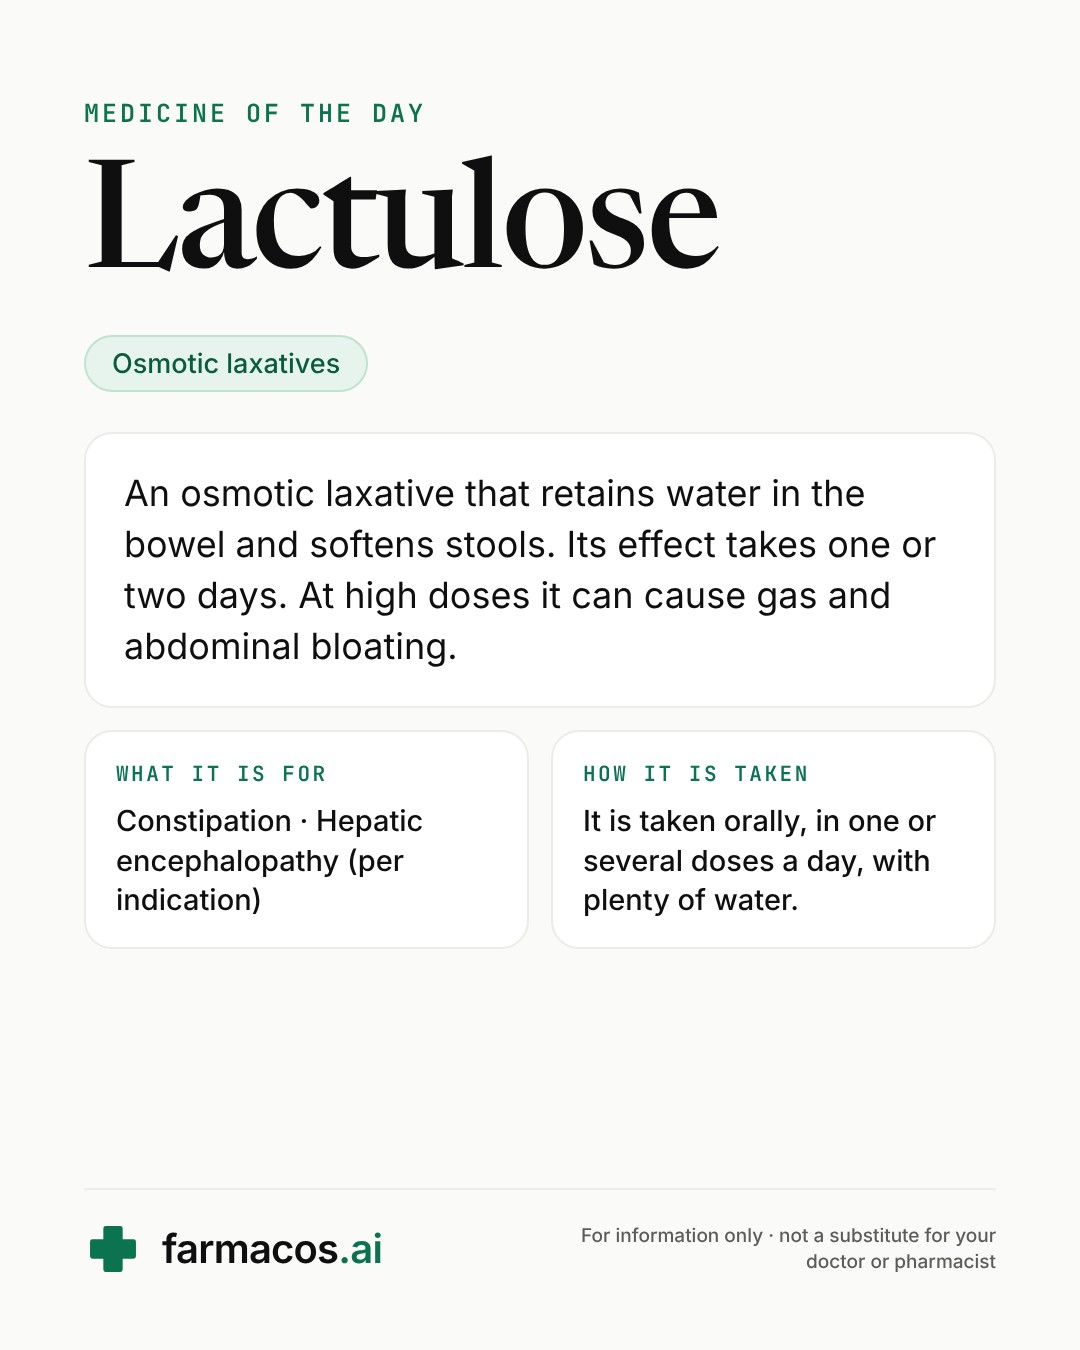 MEDICINE OF THE DAY
Lactulose
Osmotic laxatives
An osmotic laxative that retains water in the
bowel and softens stools. Its effect takes one or
two days. At high doses it can cause gas and
abdominal bloating.
WHAT IT IS FOR
Constipation · Hepatic
encephalopathy (per
indication)
HOW IT IS TAKEN
It is taken orally, in one or
several doses a day, with
plenty of water.
farmacos.ai
For information only · not a substitute for your
doctor or pharmacist